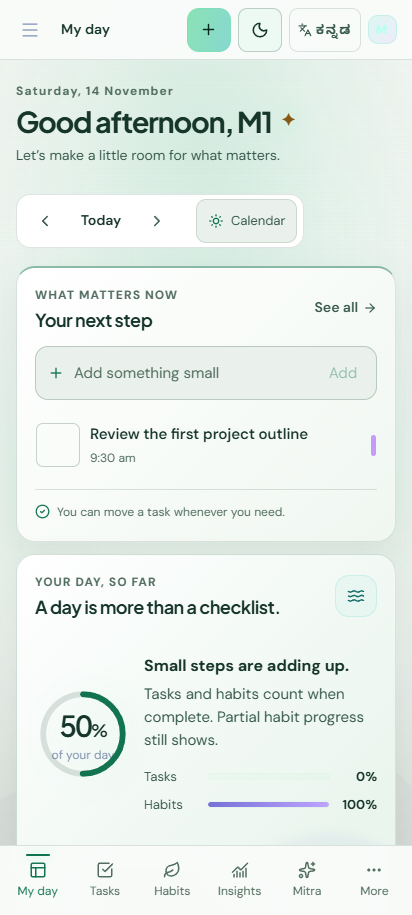 My day
ಕನ್ನಡ
M
Saturday, 14 November
Good afternoon, M1
Let's make a little room for what matters.
Today
Calendar
WHAT MATTERS NOW
Your next step
See all →
+ Add something small
Add
Review the first project outline
9:30 am
You can move a task whenever you need.
YOUR DAY, SO FAR
A day is more than a checklist.
50%
of your day
Small steps are adding up.
Tasks and habits count when
complete. Partial habit progress
still shows.
Tasks 0%
Habits 100%
My day
Tasks
Habits
Insights
Mitra
More